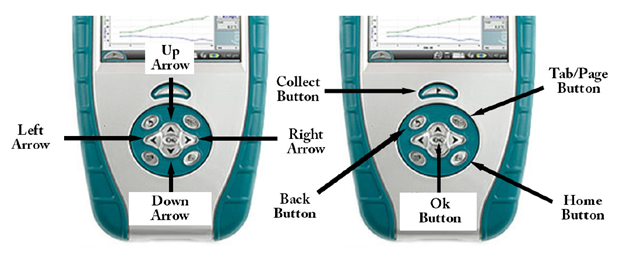 Up
Arrow
Left
Arrow
Right
Arrow
Down
Arrow
Collect
Button
Tab/Page
Button
Back
Button
Ok
Button
Home
Button